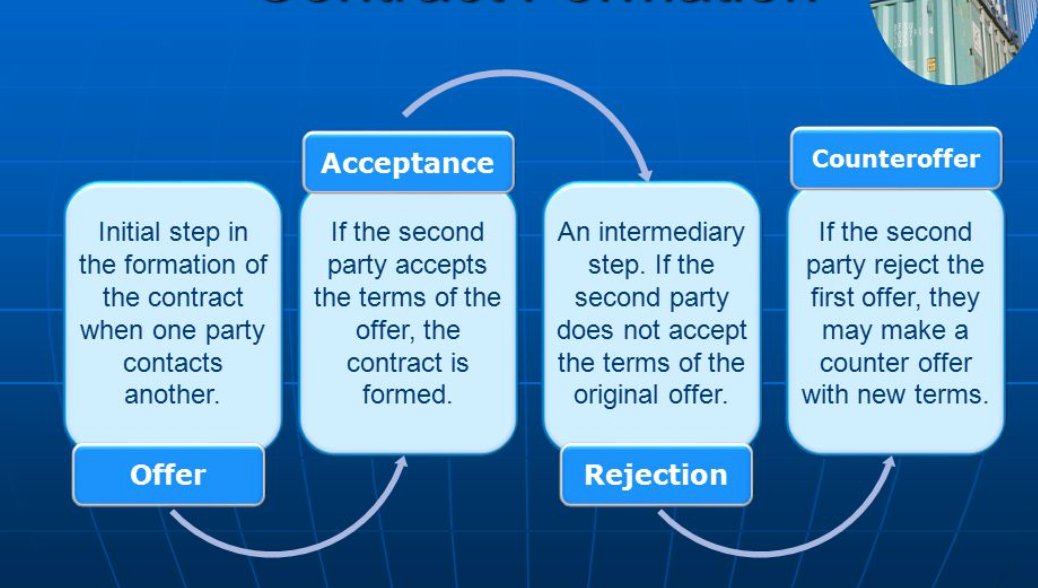 Contract Formation
Acceptance
Counteroffer
Initial step in
the formation of
the contract
when one party
contacts
another.
Offer
If the second
party accepts
the terms of the
offer, the
contract is
formed.
An intermediary
step. If the
second party
does not accept
the terms of the
original offer.
Rejection
If the second
party reject the
first offer, they
may make a
counter offer
with new terms.